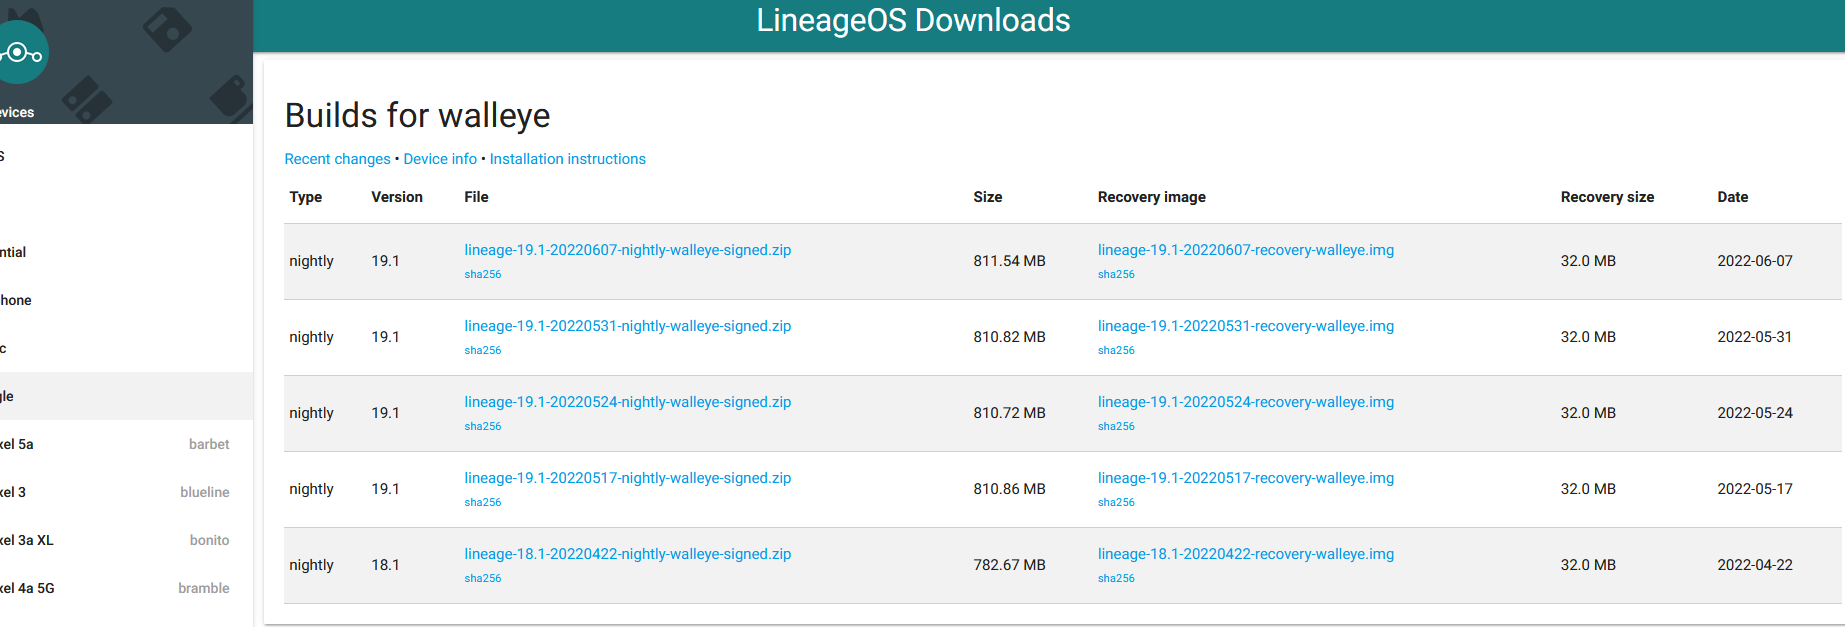 LineageOS Downloads
evices
S
ntial
hone
c
gle
xel 5a barbet
xel 3 blueline
xel 3a XL bonito
xel 4a 5G bramble
Builds for walleye
Recent changes • Device info • Installation instructions
Type Version File Size Recovery image Recovery size Date
nightly 19.1 lineage-19.1-20220607-nightly-walleye-signed.zip 811.54 MB lineage-19.1-20220607-recovery-walleye.img 32.0 MB 2022-06-07
sha256 sha256
nightly 19.1 lineage-19.1-20220531-nightly-walleye-signed.zip 810.82 MB lineage-19.1-20220531-recovery-walleye.img 32.0 MB 2022-05-31
sha256 sha256
nightly 19.1 lineage-19.1-20220524-nightly-walleye-signed.zip 810.72 MB lineage-19.1-20220524-recovery-walleye.img 32.0 MB 2022-05-24
sha256 sha256
nightly 19.1 lineage-19.1-20220517-nightly-walleye-signed.zip 810.86 MB lineage-19.1-20220517-recovery-walleye.img 32.0 MB 2022-05-17
sha256 sha256
nightly 18.1 lineage-18.1-20220422-nightly-walleye-signed.zip 782.67 MB lineage-18.1-20220422-recovery-walleye.img 32.0 MB 2022-04-22
sha256 sha256